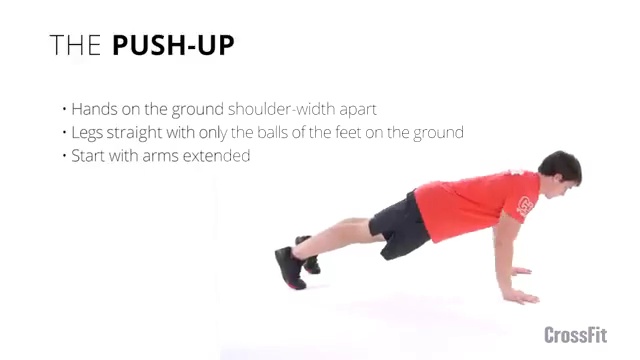 THE PUSH-UP
• Hands on the ground shoulder-width apart
• Legs straight with only the balls of the feet on the ground
• Start with arms extended
CrossFit